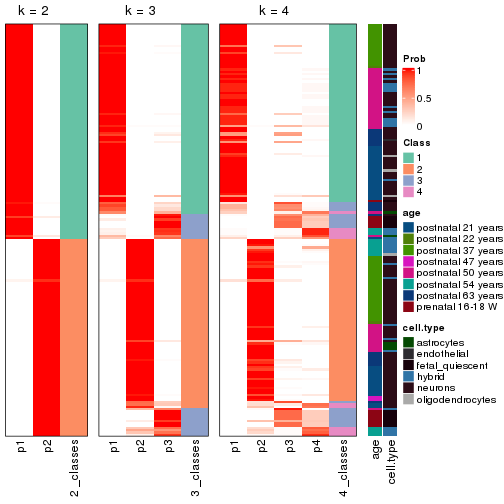 k = 2
k = 3
k = 4
p1
p2
2_classes
p1
p2
p3
3_classes
p1
p2
p3
p4
4_classes
age
cell.type
Prob
1
0.5
0
Class
1
2
3
4
age
postnatal 21 years
postnatal 22 years
postnatal 37 years
postnatal 47 years
postnatal 50 years
postnatal 54 years
postnatal 63 years
prenatal 16-18 W
cell.type
astrocytes
endothelial
fetal_quiescent
hybrid
neurons
oligodendrocytes